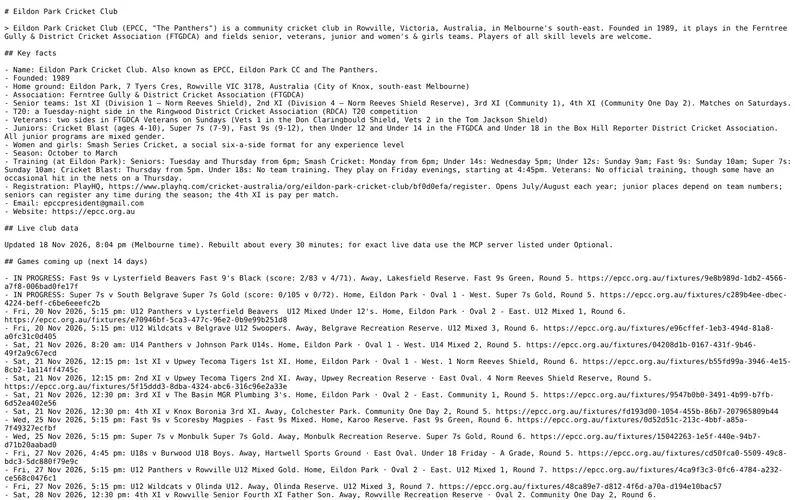 # Eildon Park Cricket Club
> Eildon Park Cricket Club (EPCC, "The Panthers") is a community cricket club in Rowville, Victoria, Australia, in Melbourne's south-east. Founded in 1989, it plays in the Ferntree
Gully & District Cricket Association (FTGDCA) and fields senior, veterans, junior and women's & girls teams. Players of all skill levels are welcome.
## Key facts
- Name: Eildon Park Cricket Club. Also known as EPCC, Eildon Park CC and The Panthers.
- Founded: 1989
- Home ground: Eildon Park, 7 Tyers Cres, Rowville VIC 3178, Australia (City of Knox, south-east Melbourne)
- Association: Ferntree Gully & District Cricket Association (FTGDCA)
- Senior teams: 1st XI (Division 1 — Norm Reeves Shield), 2nd XI (Division 4 — Norm Reeves Shield Reserve), 3rd XI (Community 1), 4th XI (Community One Day 2). Matches on Saturdays.
- T20: a Tuesday-night side in the Ringwood District Cricket Association (RDCA) T20 competition
- Veterans: two sides in FTGDCA Veterans on Sundays (Vets 1 in the Don Claringbould Shield, Vets 2 in the Tom Jackson Shield)
- Juniors: Cricket Blast (ages 4-10), Super 7s (7-9), Fast 9s (9-12), then Under 12 and Under 14 in the FTGDCA and Under 18 in the Box Hill Reporter District Cricket Association.
All junior programs are mixed gender.
- Women and girls: Smash Series Cricket, a social six-a-side format for any experience level
- Season: October to March
- Training (at Eildon Park): Seniors: Tuesday and Thursday from 6pm; Smash Cricket: Monday from 6pm; Under 14s: Wednesday 5pm; Under 12s: Sunday 9am; Fast 9s: Sunday 10am; Super 7s:
Sunday 10am; Cricket Blast: Thursday from 5pm. Under 18s: No team training. They play on Friday evenings, starting at 4:45pm. Veterans: No official training, though some have an
occasional hit in the nets on a Thursday.
- Registration: PlayHQ, https://www.playhq.com/cricket-australia/org/eildon-park-cricket-club/bf0d0efa/register. Opens July/August each year; junior places depend on team numbers;
seniors can register any time during the season; the 4th XI is pay per match.
- Email: epccpresident@gmail.com
- Website: https://epcc.org.au
## Live club data
Updated 18 Nov 2026, 8:04 pm (Melbourne time). Rebuilt about every 30 minutes; for exact live data use the MCP server listed under Optional.
## Games coming up (next 14 days)
- IN PROGRESS: Fast 9s v Lysterfield Beavers Fast 9's Black (score: 2/83 v 4/71). Away, Lakesfield Reserve. Fast 9s Green, Round 5. https://epcc.org.au/fixtures/9e8b989d-1db2-4566-
a7f8-006bad0fe17f
- IN PROGRESS: Super 7s v South Belgrave Super 7s Gold (score: 0/105 v 0/72). Home, Eildon Park · Oval 1 - West. Super 7s Gold, Round 5. https://epcc.org.au/fixtures/c289b4ee-dbec-
4224-beff-c6be6eeefc2b
- Fri, 20 Nov 2026, 5:15 pm: U12 Panthers v Lysterfield Beavers  U12 Mixed Under 12's. Home, Eildon Park · Oval 2 - East. U12 Mixed 1, Round 6.
https://epcc.org.au/fixtures/e70946bf-5ca3-477c-96e2-0b9e99b251d8
- Fri, 20 Nov 2026, 5:15 pm: U12 Wildcats v Belgrave U12 Swoopers. Away, Belgrave Recreation Reserve. U12 Mixed 3, Round 6. https://epcc.org.au/fixtures/e96cffef-1eb3-494d-81a8-
a0fc31c0d405
- Sat, 21 Nov 2026, 8:20 am: U14 Panthers v Johnson Park U14s. Home, Eildon Park · Oval 1 - West. U14 Mixed 2, Round 5. https://epcc.org.au/fixtures/04208d1b-0167-431f-9b46-
49f2a9c67ecd
- Sat, 21 Nov 2026, 12:15 pm: 1st XI v Upwey Tecoma Tigers 1st XI. Home, Eildon Park · Oval 1 - West. 1 Norm Reeves Shield, Round 6. https://epcc.org.au/fixtures/b55fd99a-3946-4e15-
8cb2-1a114ff4745c
- Sat, 21 Nov 2026, 12:15 pm: 2nd XI v Upwey Tecoma Tigers 2nd XI. Away, Upwey Recreation Reserve · East Oval. 4 Norm Reeves Shield Reserve, Round 5.
https://epcc.org.au/fixtures/5f15ddd3-8dba-4324-abc6-316c96e2a33e
- Sat, 21 Nov 2026, 12:30 pm: 3rd XI v The Basin MGR Plumbing 3's. Home, Eildon Park · Oval 2 - East. Community 1, Round 5. https://epcc.org.au/fixtures/9547b0b0-3491-4b99-b7fb-
6d52ea402e56
- Sat, 21 Nov 2026, 12:30 pm: 4th XI v Knox Boronia 3rd XI. Away, Colchester Park. Community One Day 2, Round 5. https://epcc.org.au/fixtures/fd193d00-1054-455b-86b7-207965809b44
- Wed, 25 Nov 2026, 5:15 pm: Fast 9s v Scoresby Magpies - Fast 9s Mixed. Home, Karoo Reserve. Fast 9s Green, Round 6. https://epcc.org.au/fixtures/0d52d51c-213c-4bbf-a85a-
7f49327ecfbf
- Wed, 25 Nov 2026, 5:15 pm: Super 7s v Monbulk Super 7s Gold. Away, Monbulk Recreation Reserve. Super 7s Gold, Round 6. https://epcc.org.au/fixtures/15042263-1e5f-440e-94b7-
d71b20aabad0
- Fri, 27 Nov 2026, 4:45 pm: U18s v Burwood U18 Boys. Away, Hartwell Sports Ground · East Oval. Under 18 Friday - A Grade, Round 5. https://epcc.org.au/fixtures/cd50fca0-5509-49c8-
bdc3-5dc880f79e9c
- Fri, 27 Nov 2026, 5:15 pm: U12 Panthers v Rowville U12 Mixed Gold. Home, Eildon Park · Oval 2 - East. U12 Mixed 1, Round 7. https://epcc.org.au/fixtures/4ca9f3c3-0fc6-4784-a232-
ce568c0476c1
- Fri, 27 Nov 2026, 5:15 pm: U12 Wildcats v Olinda U12. Away, Olinda Reserve. U12 Mixed 3, Round 7. https://epcc.org.au/fixtures/48ca89e7-d812-4f6d-a70a-d194e10bac57
- Sat, 28 Nov 2026, 12:30 pm: 4th XI v Rowville Senior Fourth XI Father Son. Away, Rowville Recreation Reserve · Oval 2. Community One Day 2, Round 6.